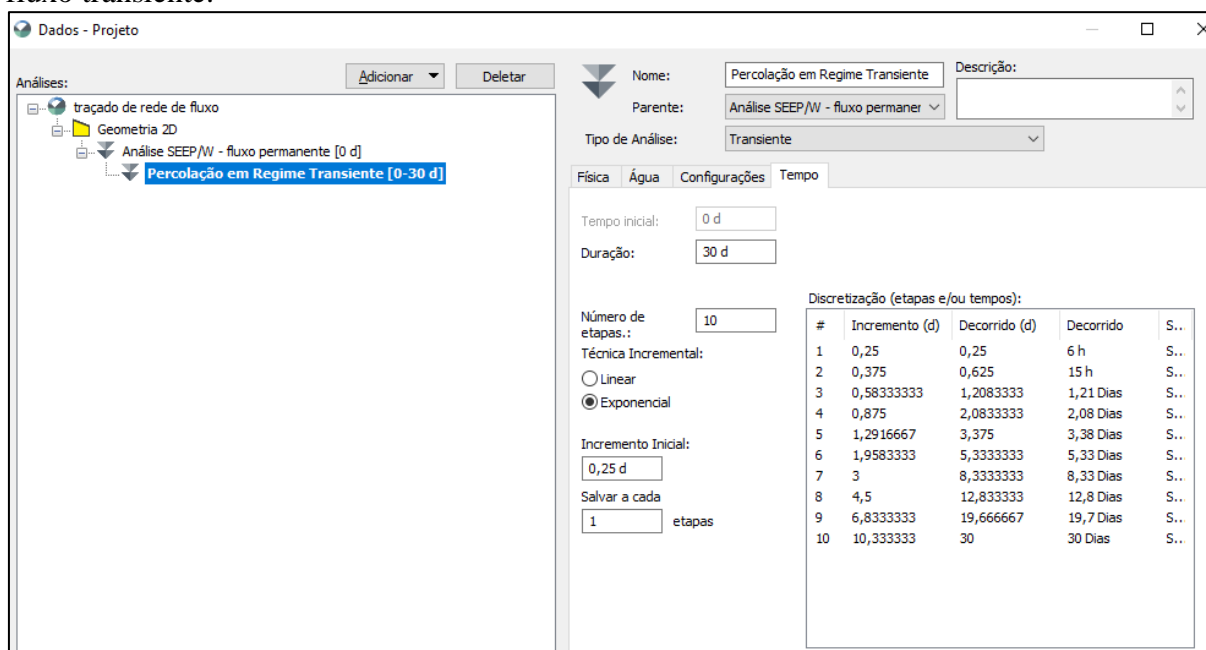 Dados - Projeto
Análises:
Adicionar
Deletar
traçado de rede de fluxo
Geometria 2D
Análise SEEP/W - fluxo permanente [0 d]
Percolação em Regime Transiente [0-30 d]
Nome: Percolação em Regime Transiente
Descrição:
Parente: Análise SEEP/W - fluxo permaner
Tipo de Análise: Transiente
Física Água Configurações Tempo
Tempo inicial: 0 d
Duração: 30 d
Número de etapas.: 10
Técnica Incremental:
Linear
Exponencial
Incremento Inicial:
0,25 d
Salvar a cada
1 etapas
Discretização (etapas e/ou tempos):
# Incremento (d) Decorrido (d) Decorrido S...
1 0,25 0,25 6 h S...
2 0,375 0,625 15 h S...
3 0,58333333 1,2083333 1,21 Dias S...
4 0,875 2,0833333 2,08 Dias S...
5 1,2916667 3,375 3,38 Dias S...
6 1,9583333 5,3333333 5,33 Dias S...
7 3 8,3333333 8,33 Dias S...
8 4,5 12,833333 12,8 Dias S...
9 6,8333333 19,666667 19,7 Dias S...
10 10,333333 30 30 Dias S...